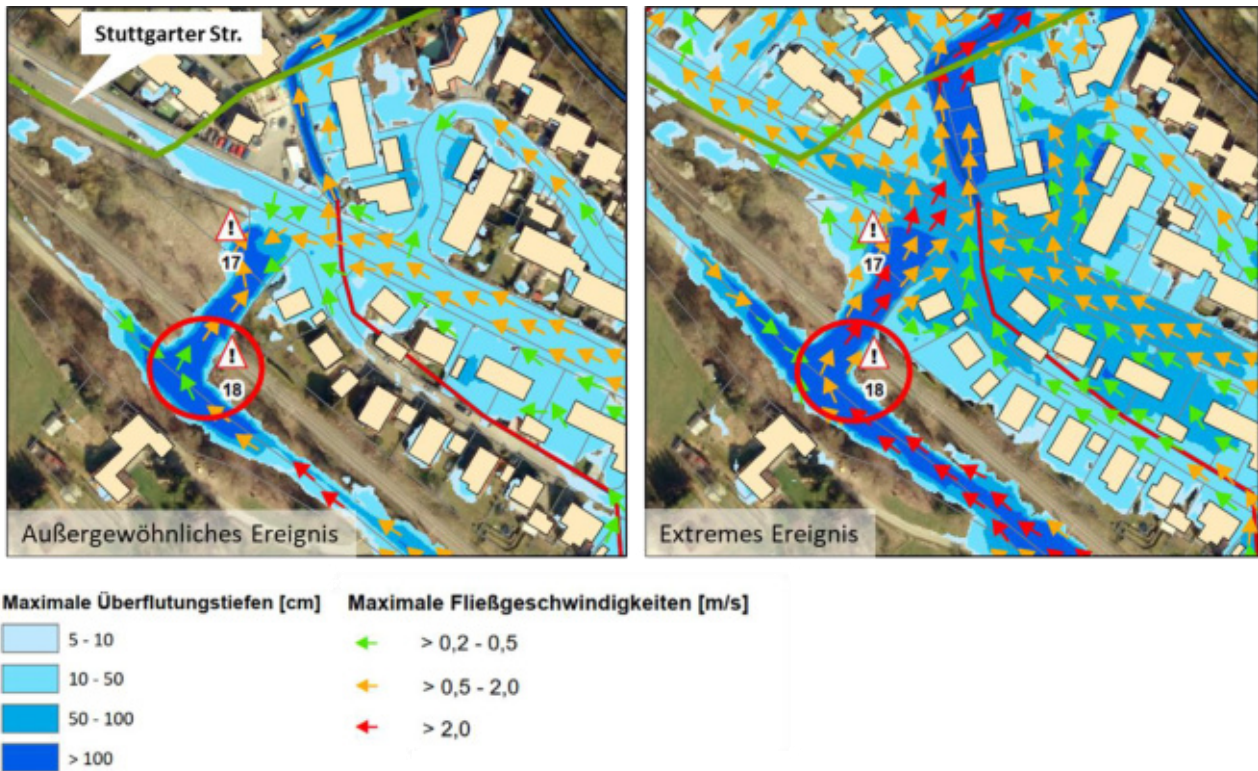 Stuttgarter Str.
!
17
!
18
Außergewöhnliches Ereignis
!
17
!
18
Extremes Ereignis
Maximale Überflutungstiefen [cm]
5 - 10
10 - 50
50 - 100
> 100
Maximale Fließgeschwindigkeiten [m/s]
> 0,2 - 0,5
> 0,5 - 2,0
> 2,0